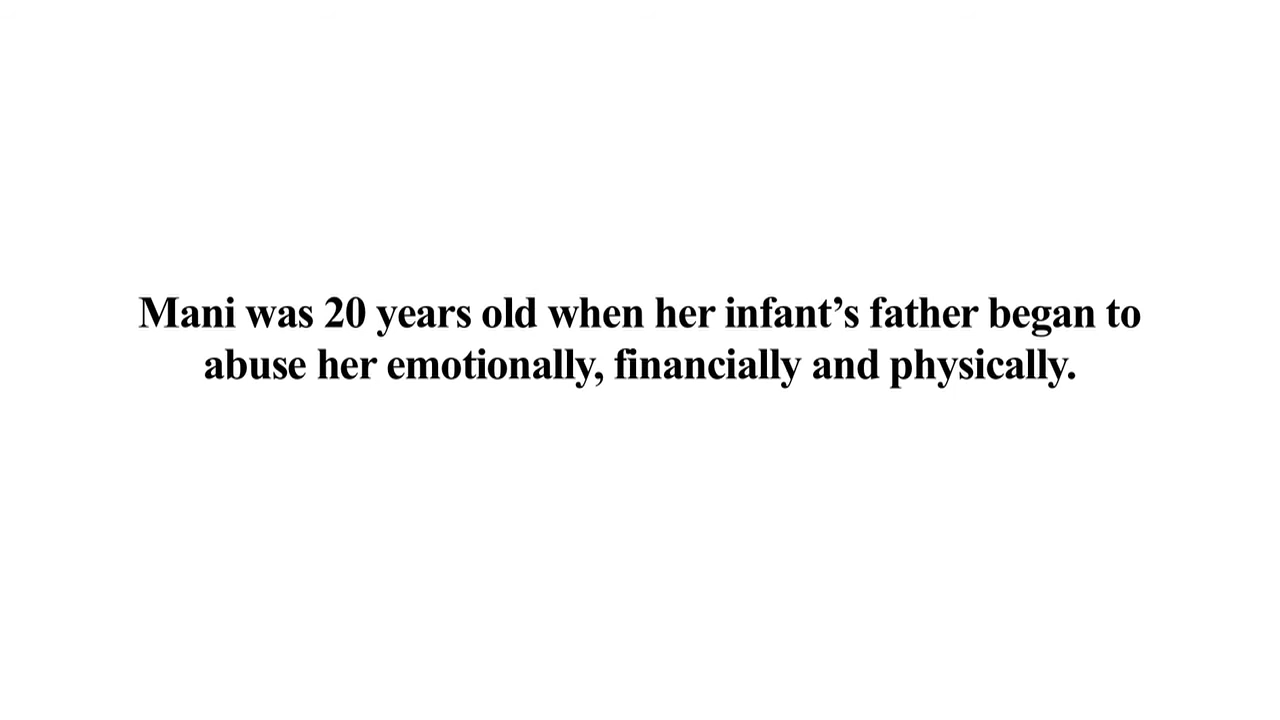 Mani was 20 years old when her infant’s father began to
abuse her emotionally, financially and physically.